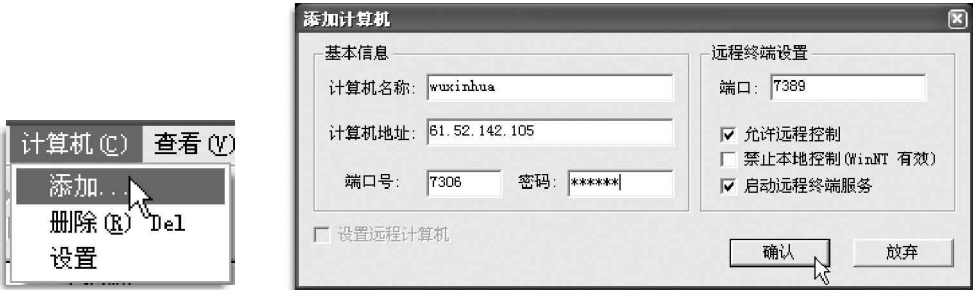 计算机(C) 查看(V)
添加...
删除(R) Del
设置
添加计算机
基本信息
计算机名称: wuxinhua
计算机地址: 61.52.142.105
端口号: 7306 密码: ******
设置远程计算机
远程终端设置
端口: 7389
允许远程控制
禁止本地控制(WinNT 有效)
启动远程终端服务
确认 放弃